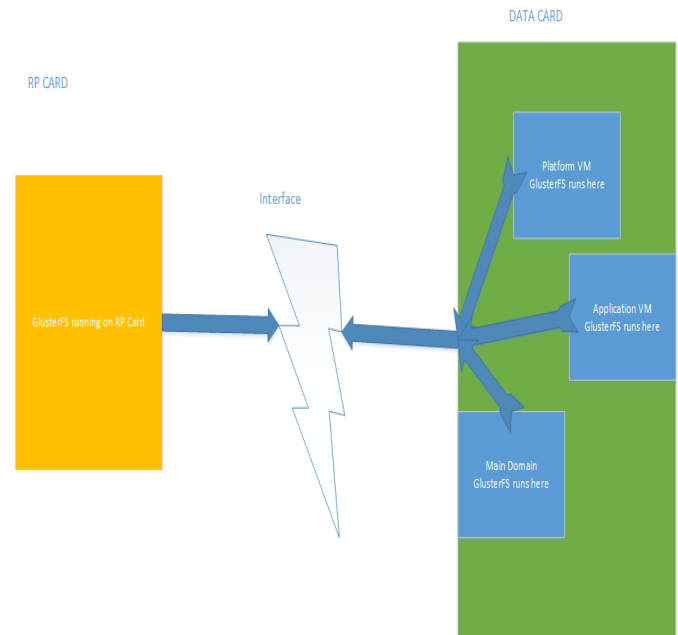 DATA CARD
RP CARD
Platform VM
GlusterFS runs here
Interface
Application VM
GlusterFS runs here
GlusterFS running on RP Card
Main Domain
GlusterFS runs here